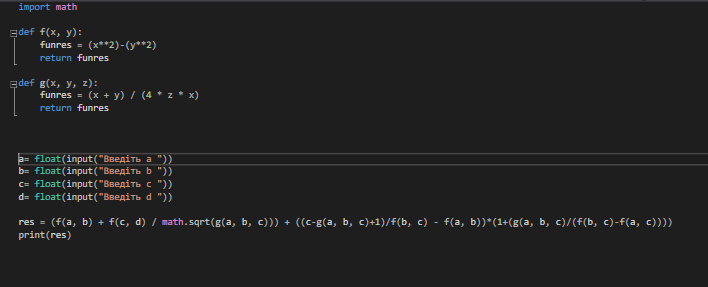 import math
def f(x, y):
funres = (x**2)-(y**2)
return funres
def g(x, y, z):
funres = (x + y) / (4 * z * x)
return funres
a= float(input("Введіть a "))
b= float(input("Введіть b "))
c= float(input("Введіть c "))
d= float(input("Введіть d "))
res = (f(a, b) + f(c, d) / math.sqrt(g(a, b, c))) + ((c-g(a, b, c)+1)/f(b, c) - f(a, b))*(1+(g(a, b, c)/(f(b, c)-f(a, c))))
print(res)